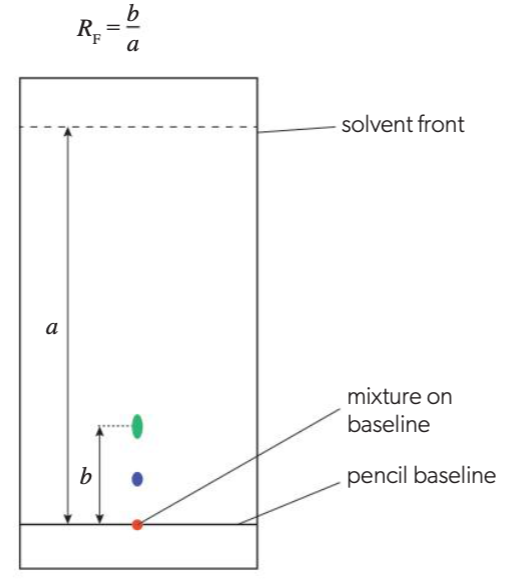 R_F = b/a
solvent front
a
mixture on
baseline
b
pencil baseline